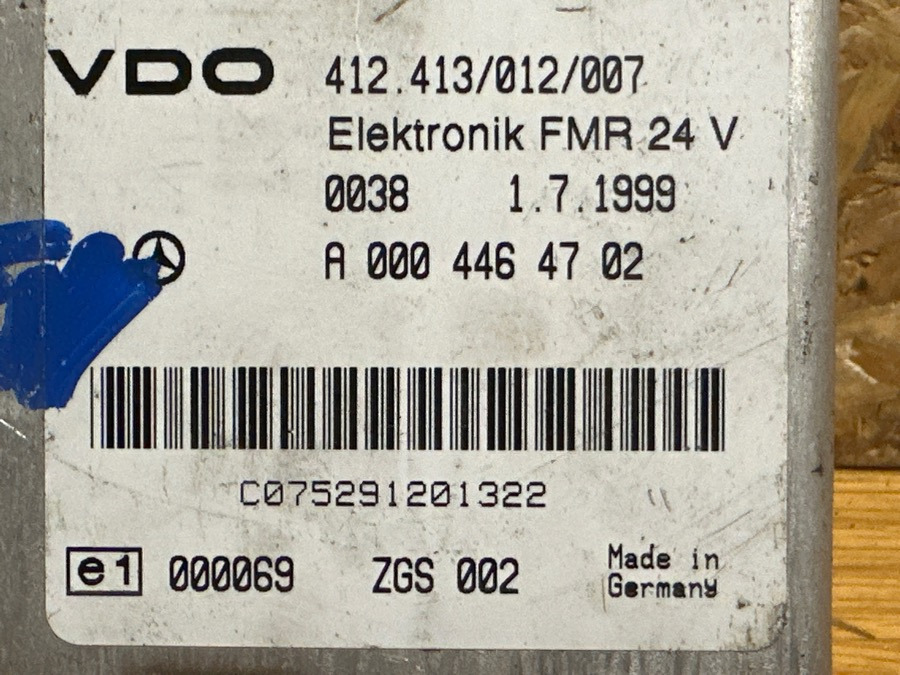 VDO 412.413/012/007
Elektronik FMR 24 V
0038 1.7.1999
A 000 446 47 02
C075291201322
e1 000069 ZGS 002 Made in
Germany